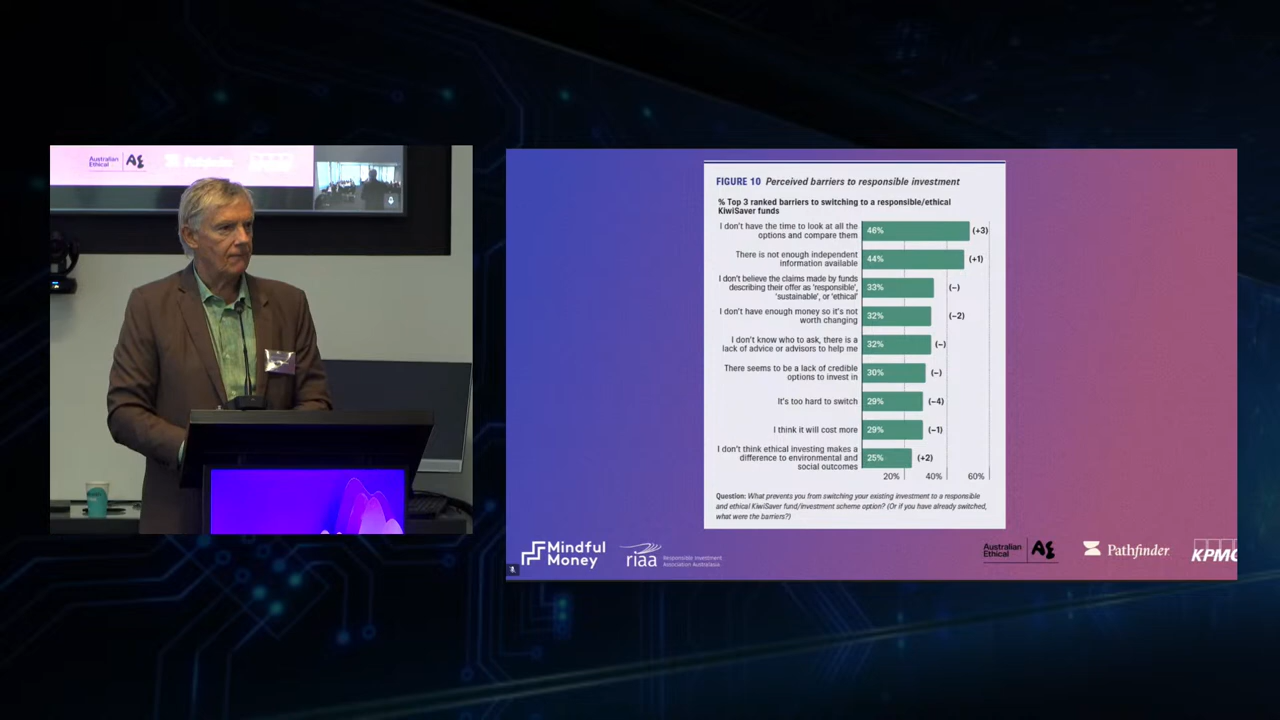 Australian
Ethical
FIGURE 10 Perceived barriers to responsible investment
% Top 3 ranked barriers to switching to a responsible/ethical
KiwiSaver funds
I don't have the time to look at all the
options and compare them
46%
(+3)
There is not enough independent
information available
44%
(+1)
I don't believe the claims made by funds
describing their offer as 'responsible',
'sustainable', or 'ethical'
33%
(–)
I don't have enough money so it's not
worth changing
32%
(–2)
I don't know who to ask, there is a
lack of advice or advisors to help me
32%
(–)
There seems to be a lack of credible
options to invest in
30%
(–)
It's too hard to switch
29%
(–4)
I think it will cost more
29%
(–1)
I don't think ethical investing makes a
difference to environmental and
social outcomes
25%
(+2)
20% 40% 60%
Question: What prevents you from switching your existing investment to a responsible
and ethical KiwiSaver fund/investment scheme option? (Or if you have already switched,
what were the barriers?)
Mindful
Money
riaa
Responsible Investment
Association Australasia
Australian
Ethical
Pathfinder
KPMG